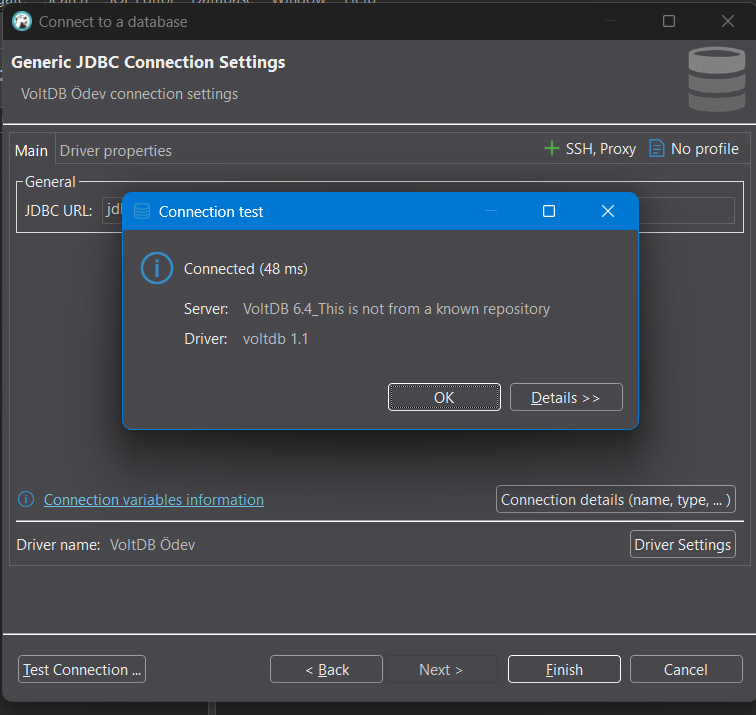 Connect to a database
Generic JDBC Connection Settings
VoltDB Ödev connection settings
Main
Driver properties
SSH, Proxy
No profile
General
JDBC URL:
Connection test
Connected (48 ms)
Server: VoltDB 6.4_This is not from a known repository
Driver: voltdb 1.1
OK
Details >>
Connection variables information
Connection details (name, type, ... )
Driver name: VoltDB Ödev
Driver Settings
Test Connection ...
< Back
Next >
Finish
Cancel